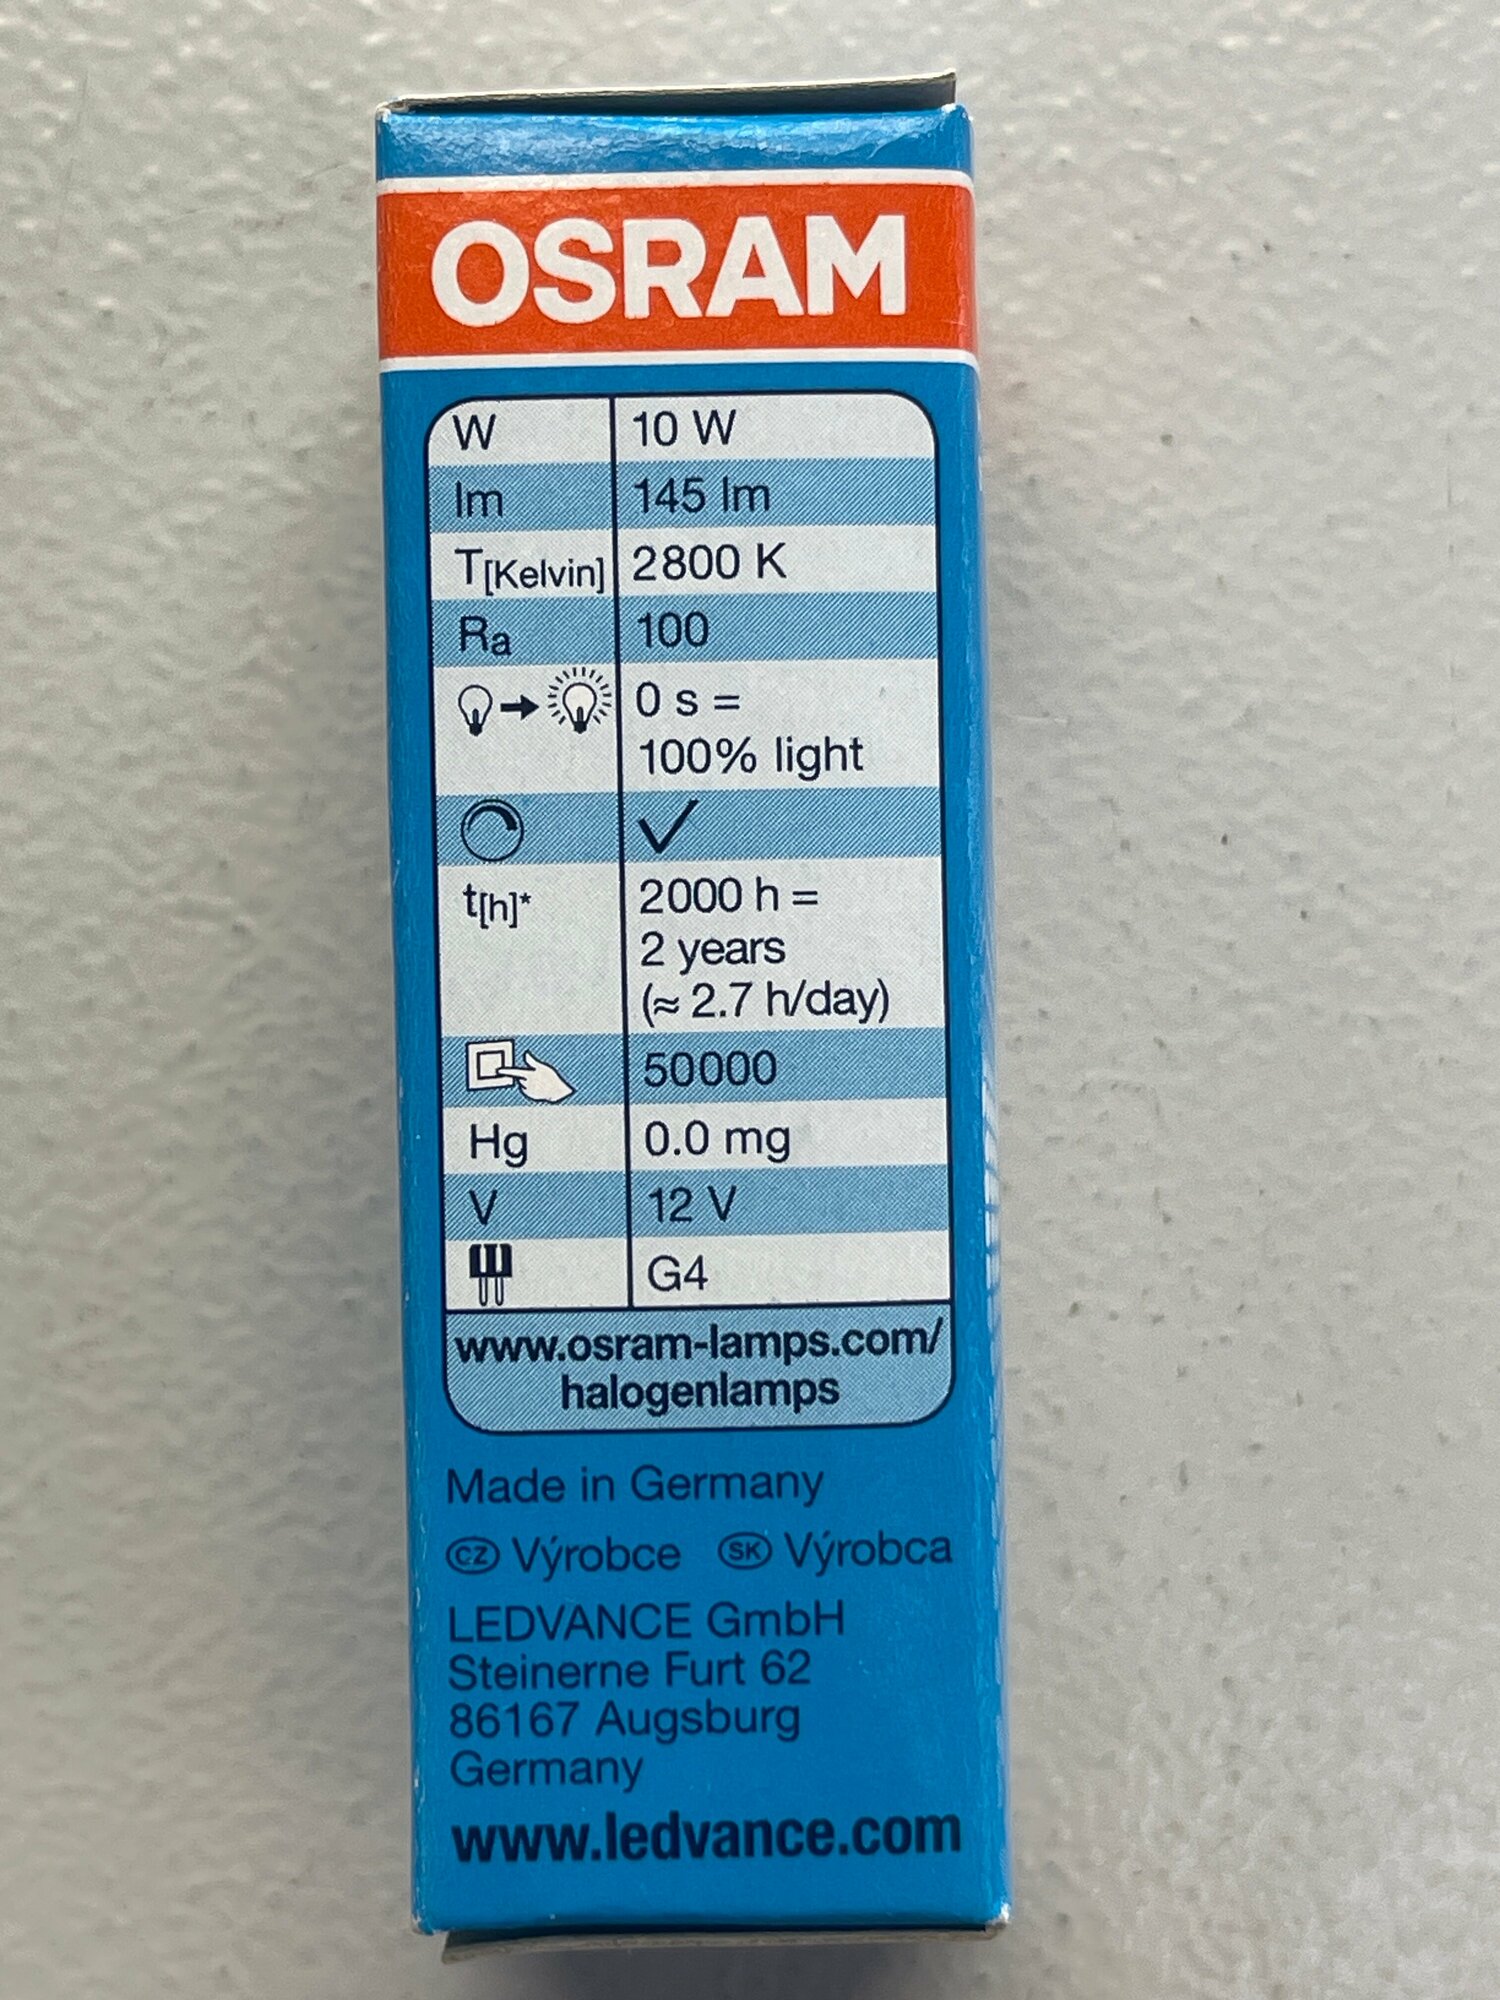 OSRAM
W 10 W
lm 145 lm
T[Kelvin] 2800 K
Ra 100
0 s =
100% light
✓
t[h]* 2000 h =
2 years
(≈ 2.7 h/day)
50000
Hg 0.0 mg
V 12 V
G4
www.osram-lamps.com/
halogenlamps
Made in Germany
CZ Výrobce SK Výrobca
LEDVANCE GmbH
Steinerne Furt 62
86167 Augsburg
Germany
www.ledvance.com